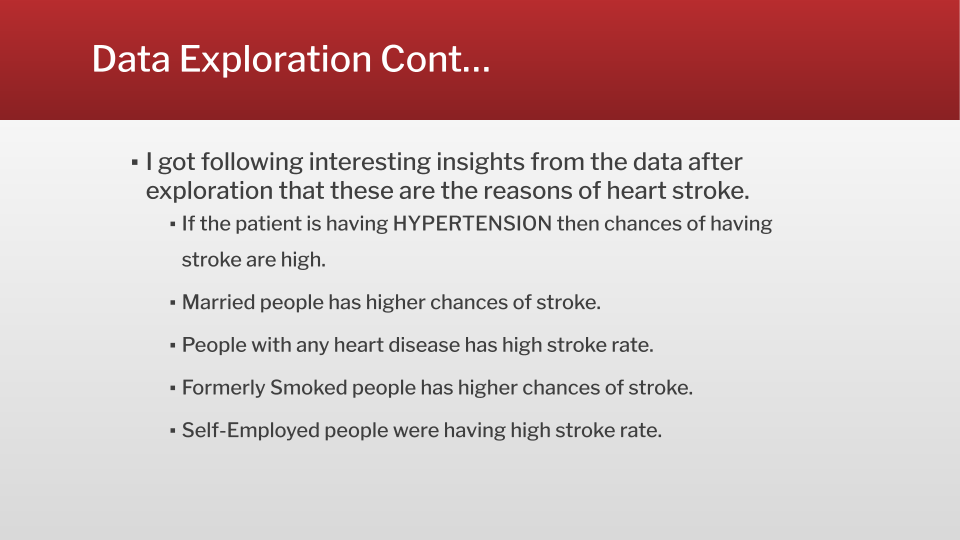 Data Exploration Cont...
▪ I got following interesting insights from the data after
exploration that these are the reasons of heart stroke.
▪ If the patient is having HYPERTENSION then chances of having
stroke are high.
▪ Married people has higher chances of stroke.
▪ People with any heart disease has high stroke rate.
▪ Formerly Smoked people has higher chances of stroke.
▪ Self-Employed people were having high stroke rate.